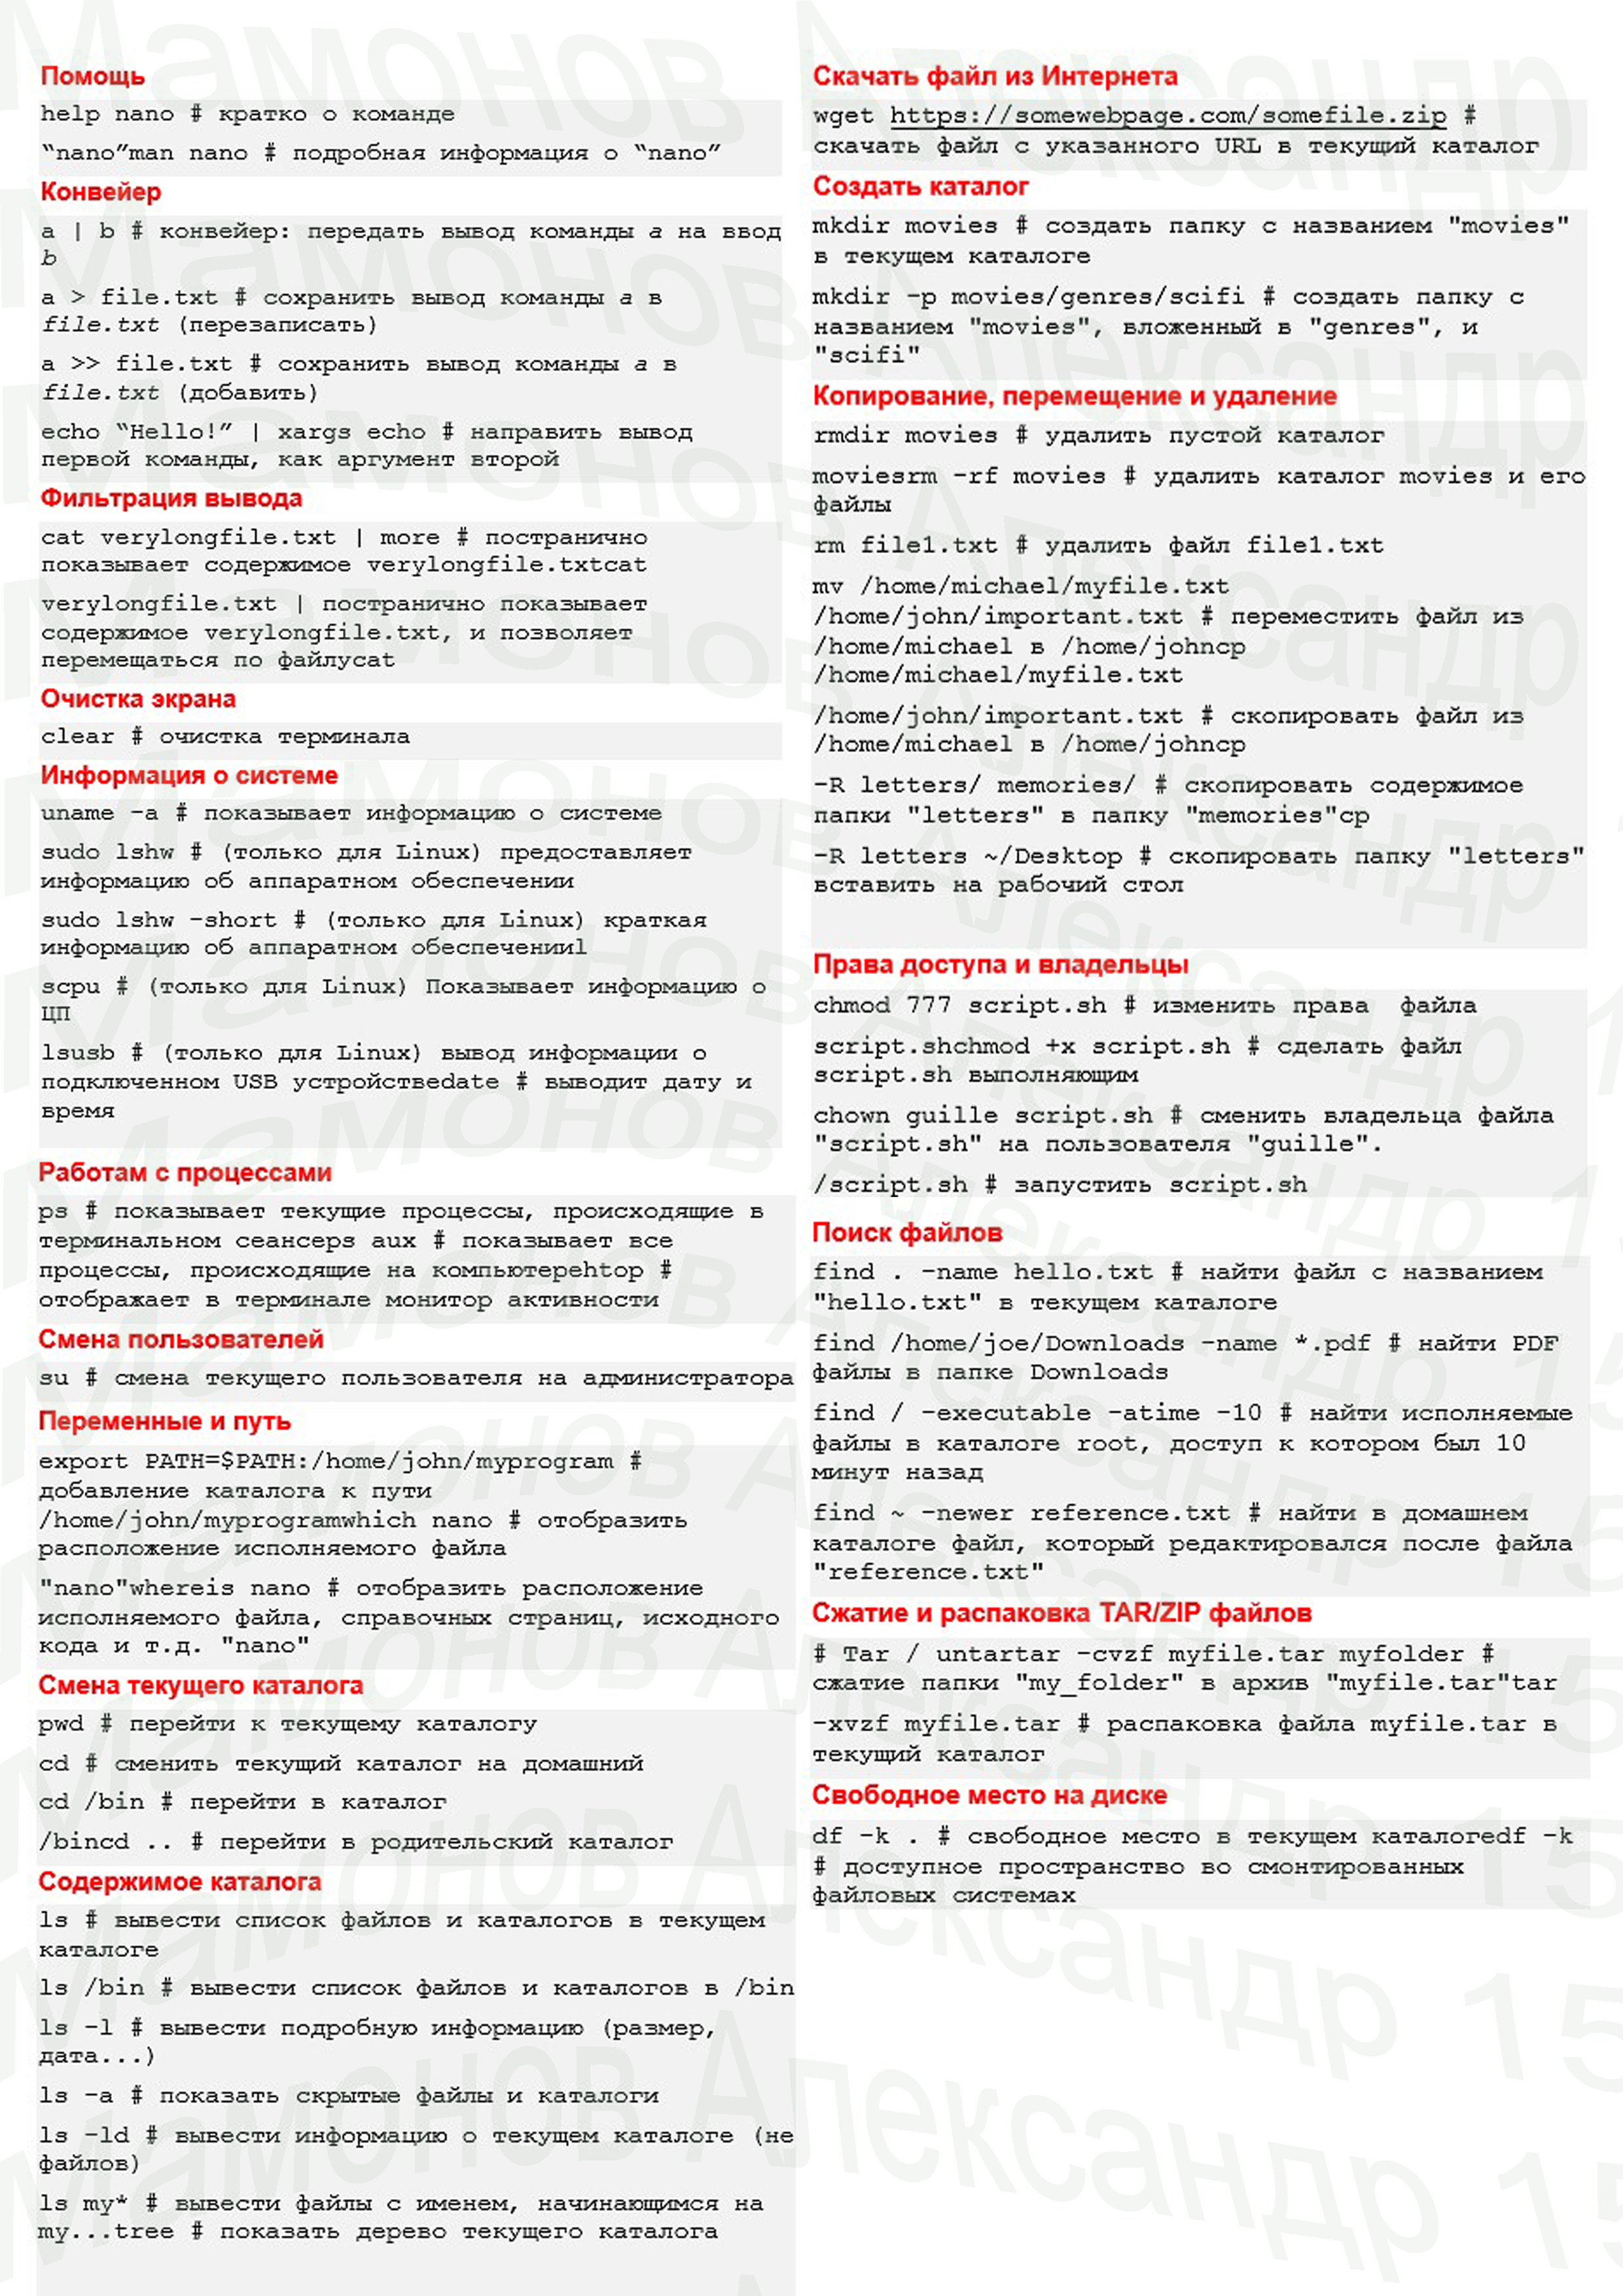 Помощь
help nano # кратко о команде
“nano”man nano # подробная информация о “nano”
Конвейер
a | b # конвейер: передать вывод команды a на ввод
b
a > file.txt # сохранить вывод команды a в
file.txt (перезаписать)
a >> file.txt # сохранить вывод команды a в
file.txt (добавить)
echo “Hello!” | xargs echo # направить вывод
первой команды, как аргумент второй
Фильтрация вывода
cat verylongfile.txt | more # постранично
показывает содержимое verylongfile.txtcat
verylongfile.txt | постранично показывает
содержимое verylongfile.txt, и позволяет
перемещаться по файлусat
Очистка экрана
clear # очистка терминала
Информация о системе
uname -a # показывает информацию о системе
sudo lshw # (только для Linux) предоставляет
информацию об аппаратном обеспечении
sudo lshw -short # (только для Linux) краткая
информацию об аппаратном обеспеченииl
scpu # (только для Linux) Показывает информацию о
ЦП
lsusb # (только для Linux) вывод информации о
подключенном USB устройствedate # выводит дату и
время
Работам с процессами
ps # показывает текущие процессы, происходящие в
терминальном сеансеps aux # показывает все
процессы, происходящие на компьютереhtop #
отображает в терминале монитор активности
Смена пользователей
su # смена текущего пользователя на администратора
Переменные и путь
export PATH=$PATH:/home/john/myprogram #
добавление каталога к пути
/home/john/myprogramwhich nano # отобразить
расположение исполняемого файла
"nano"whereis nano # отобразить расположение
исполняемого файла, справочных страниц, исходного
кода и т.д. "nano"
Смена текущего каталога
pwd # перейти к текущему каталогу
cd # сменить текущий каталог на домашний
cd /bin # перейти в каталог
/bincd .. # перейти в родительский каталог
Содержимое каталога
ls # вывести список файлов и каталогов в текущем
каталоге
ls /bin # вывести список файлов и каталогов в /bin
ls -l # вывести подробную информацию (размер,
дата...)
ls -a # показать скрытые файлы и каталоги
ls -ld # вывести информацию о текущем каталоге (не
файлов)
ls my* # вывести файлы с именем, начинающимся на
my...tree # показать дерево текущего каталога
Скачать файл из Интернета
wget https://somewebpage.com/somefile.zip #
скачать файл с указанного URL в текущий каталог
Создать каталог
mkdir movies # создать папку с названием "movies"
в текущем каталоге
mkdir -p movies/genres/scifi # создать папку с
названием "movies", вложенный в "genres", и
"scifi"
Копирование, перемещение и удаление
rmdir movies # удалить пустой каталог
moviesrm -rf movies # удалить каталог movies и его
файлы
rm file1.txt # удалить файл file1.txt
mv /home/michael/myfile.txt
/home/john/important.txt # переместить файл из
/home/michael в /home/johncp
/home/michael/myfile.txt
/home/john/important.txt # скопировать файл из
/home/michael в /home/johncp
-R letters/ memories/ # скопировать содержимое
папки "letters" в папку "memories"cp
-R letters ~/Desktop # скопировать папку "letters"
вставить на рабочий стол
Права доступа и владельцы
chmod 777 script.sh # изменить права файла
script.shchmod +x script.sh # сделать файл
script.sh выполняющим
chown guille script.sh # сменить владельца файла
"script.sh" на пользователя "guille".
/script.sh # запустить script.sh
Поиск файлов
find . -name hello.txt # найти файл с названием
"hello.txt" в текущем каталоге
find /home/joe/Downloads -name *.pdf # найти PDF
файлы в папке Downloads
find / -executable -atime -10 # найти исполняемые
файлы в каталоге root, доступ к котором был 10
минут назад
find ~ -newer reference.txt # найти в домашнем
каталоге файл, который редактировался после файла
"reference.txt"
Сжатие и распаковка TAR/ZIP файлов
# Tar / untartar -cvzf myfile.tar myfolder #
сжатие папки "my_folder" в архив "myfile.tar"tar
-xvzf myfile.tar # распаковка файла myfile.tar в
текущий каталог
Свободное место на диске
df -k . # свободное место в текущем каталогеdf -k
# доступное пространство во смонтированных
файловых системах